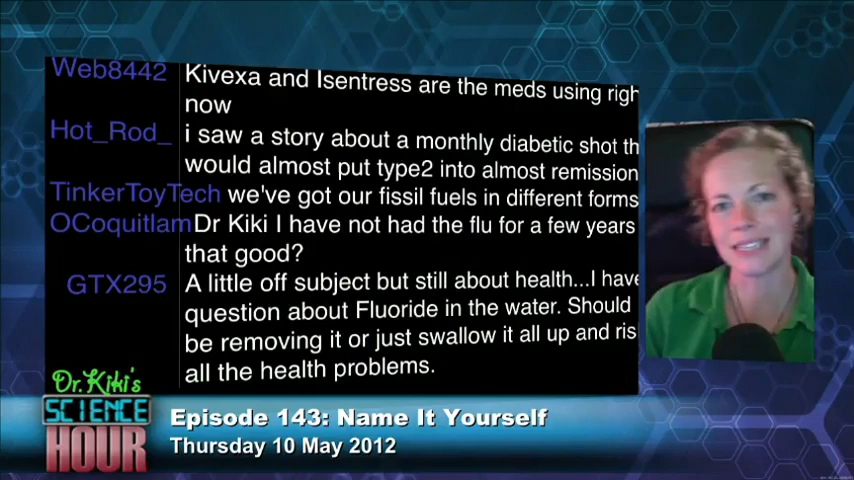 Web8442 Kivexa and Isentress are the meds using righ
now
Hot_Rod_ i saw a story about a monthly diabetic shot th
would almost put type2 into almost remission
TinkerToyTech we've got our fissil fuels in different forms
OCoquitlam Dr Kiki I have not had the flu for a few years
that good?
GTX295 A little off subject but still about health...I have
question about Fluoride in the water. Should
be removing it or just swallow it all up and ris
all the health problems.
Dr. Kiki's
SCIENCE
HOUR
Episode 143: Name It Yourself
Thursday 10 May 2012